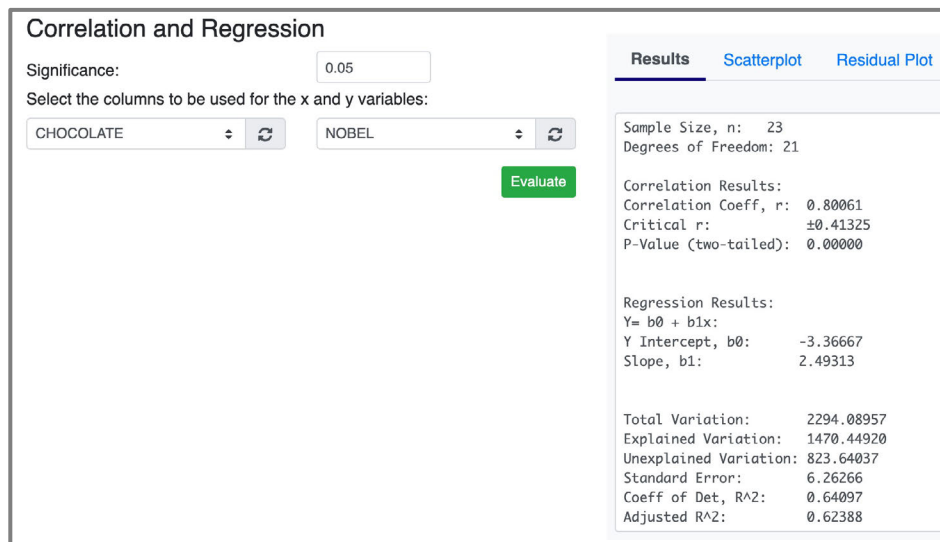 Correlation and Regression
Significance:
0.05
Select the columns to be used for the x and y variables:
CHOCOLATE
NOBEL
Evaluate
Results Scatterplot Residual Plot
Sample Size, n: 23
Degrees of Freedom: 21
Correlation Results:
Correlation Coeff, r: 0.80061
Critical r: ±0.41325
P-Value (two-tailed): 0.00000
Regression Results:
Y= b0 + b1x:
Y Intercept, b0: -3.36667
Slope, b1: 2.49313
Total Variation: 2294.08957
Explained Variation: 1470.44920
Unexplained Variation: 823.64037
Standard Error: 6.26266
Coeff of Det, R^2: 0.64097
Adjusted R^2: 0.62388